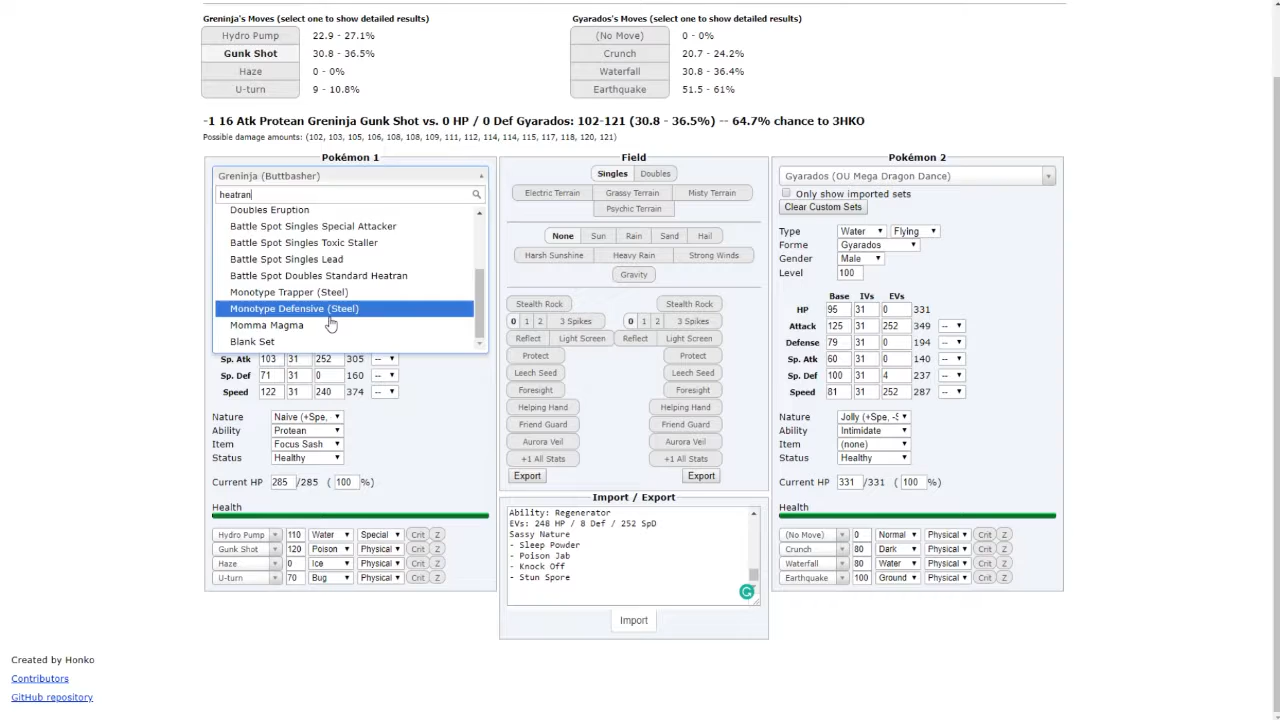 Greninja's Moves (select one to show detailed results)
Hydro Pump 22.9 - 27.1%
Gunk Shot 30.8 - 36.5%
Haze 0 - 0%
U-turn 9 - 10.8%
Gyarados's Moves (select one to show detailed results)
(No Move) 0 - 0%
Crunch 20.7 - 24.2%
Waterfall 30.8 - 36.4%
Earthquake 51.5 - 61%
-1 16 Atk Protean Greninja Gunk Shot vs. 0 HP / 0 Def Gyarados: 102-121 (30.8 - 36.5%) -- 64.7% chance to 3HKO
Possible damage amounts: (102, 103, 105, 106, 108, 108, 109, 111, 112, 114, 114, 115, 117, 118, 120, 121)
Pokémon 1
Greninja (Buttbasher)
heatran
Doubles Eruption
Battle Spot Singles Special Attacker
Battle Spot Singles Toxic Staller
Battle Spot Singles Lead
Battle Spot Doubles Standard Heatran
Monotype Trapper (Steel)
Monotype Defensive (Steel)
Momma Magma
Blank Set
Sp. Atk 103 31 252 305 --
Sp. Def 71 31 0 160 --
Speed 122 31 240 374 --
Nature Naive (+Spe,
Ability Protean
Item Focus Sash
Status Healthy
Current HP 285 /285 ( 100 %)
Health
Hydro Pump 110 Water Special Crit Z
Gunk Shot 120 Poison Physical Crit Z
Haze 0 Ice Physical Crit Z
U-turn 70 Bug Physical Crit Z
Field
Singles Doubles
Electric Terrain Grassy Terrain Misty Terrain
Psychic Terrain
None Sun Rain Sand Hail
Harsh Sunshine Heavy Rain Strong Winds
Gravity
Stealth Rock Stealth Rock
0 1 2 3 Spikes 0 1 2 3 Spikes
Reflect Light Screen Reflect Light Screen
Protect Protect
Leech Seed Leech Seed
Foresight Foresight
Helping Hand Helping Hand
Friend Guard Friend Guard
Aurora Veil Aurora Veil
+1 All Stats +1 All Stats
Export Export
Import / Export
Ability: Regenerator
EVs: 248 HP / 8 Def / 252 SpD
Sassy Nature
- Sleep Powder
- Poison Jab
- Knock Off
- Stun Spore
Import
Pokémon 2
Gyarados (OU Mega Dragon Dance)
Only show imported sets
Clear Custom Sets
Type Water Flying
Forme Gyarados
Gender Male
Level 100
Base IVs EVs
HP 95 31 0 331
Attack 125 31 252 349 --
Defense 79 31 0 194 --
Sp. Atk 60 31 0 140 --
Sp. Def 100 31 4 237 --
Speed 81 31 252 287 --
Nature Jolly (+Spe, -S
Ability Intimidate
Item (none)
Status Healthy
Current HP 331 /331 ( 100 %)
Health
(No Move) 0 Normal Physical Crit Z
Crunch 80 Dark Physical Crit Z
Waterfall 80 Water Physical Crit Z
Earthquake 100 Ground Physical Crit Z
Created by Honko
Contributors
GitHub repository